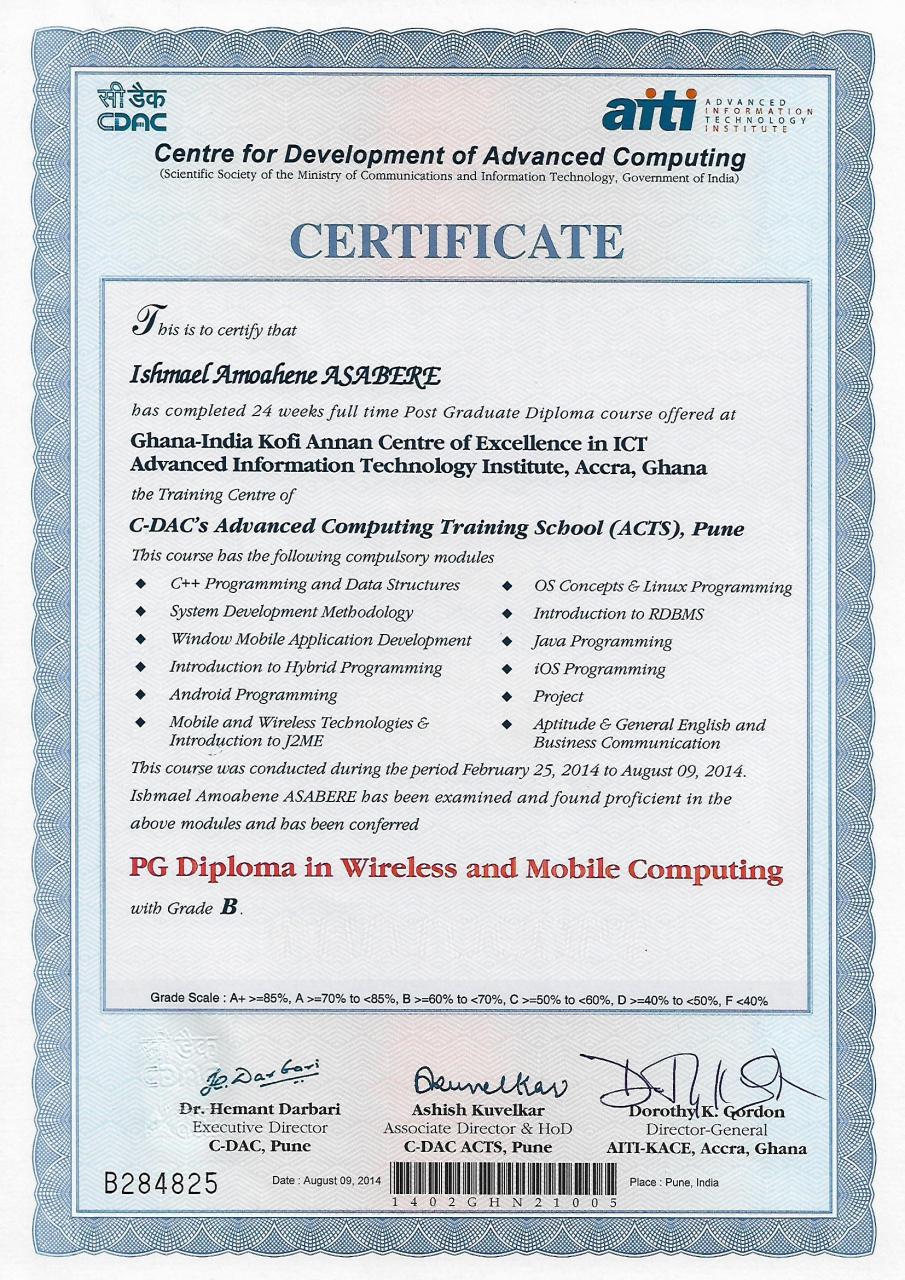 सी डैक
CDAC
aiti ADVANCED
INFORMATION
TECHNOLOGY
INSTITUTE
Centre for Development of Advanced Computing
(Scientific Society of the Ministry of Communications and Information Technology, Government of India)
CERTIFICATE
This is to certify that
Ishmael Amoahene ASABERE
has completed 24 weeks full time Post Graduate Diploma course offered at
Ghana-India Kofi Annan Centre of Excellence in ICT
Advanced Information Technology Institute, Accra, Ghana
the Training Centre of
C-DAC's Advanced Computing Training School (ACTS), Pune
This course has the following compulsory modules
C++ Programming and Data Structures
System Development Methodology
Window Mobile Application Development
Introduction to Hybrid Programming
Android Programming
Mobile and Wireless Technologies &
Introduction to J2ME
OS Concepts & Linux Programming
Introduction to RDBMS
Java Programming
iOS Programming
Project
Aptitude & General English and
Business Communication
This course was conducted during the period February 25, 2014 to August 09, 2014.
Ishmael Amoahene ASABERE has been examined and found proficient in the
above modules and has been conferred
PG Diploma in Wireless and Mobile Computing
with Grade B.
Grade Scale : A+ >=85%, A >=70% to <85%, B >=60% to <70%, C >=50% to <60%, D >=40% to <50%, F <40%
Dr. Hemant Darbari
Executive Director
C-DAC, Pune
Ashish Kuvelkar
Associate Director & HoD
C-DAC ACTS, Pune
Dorothy K. Gordon
Director-General
AITI-KACE, Accra, Ghana
B284825
Date : August 09, 2014
1402GHN21005
Place : Pune, India